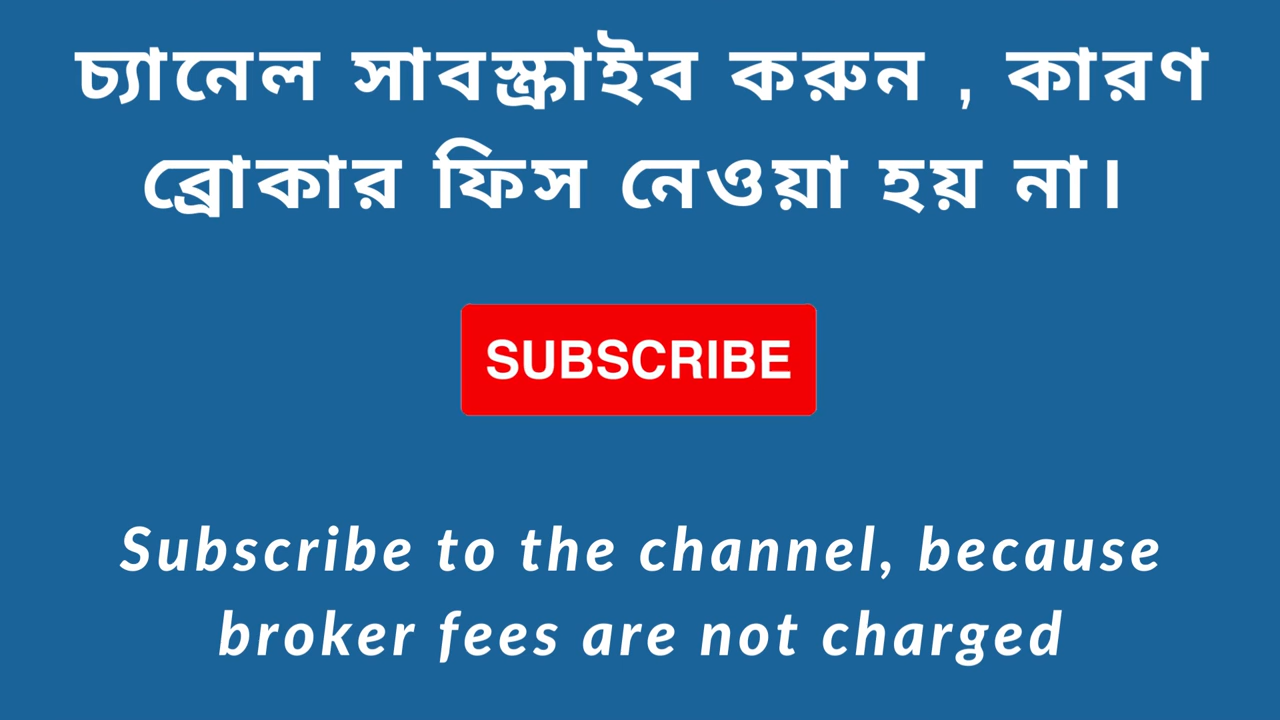 চ্যানেল সাবস্ক্রাইব করুন , কারণ
ব্রোকার ফিস নেওয়া হয় না।
SUBSCRIBE
Subscribe to the channel, because
broker fees are not charged